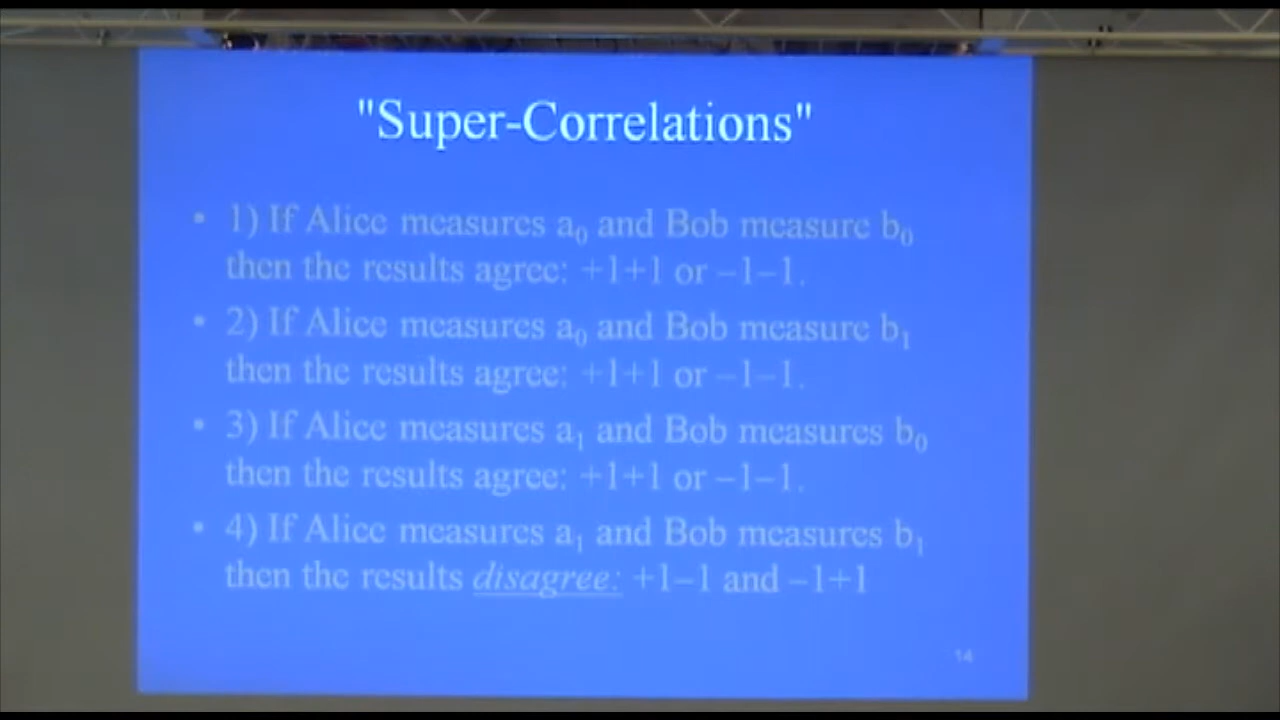 "Super-Correlations"
• 1) If Alice measures a₀ and Bob measure b₀
then the results agree: +1+1 or –1–1.
• 2) If Alice measures a₀ and Bob measure b₁
then the results agree: +1+1 or –1–1.
• 3) If Alice measures a₁ and Bob measures b₀
then the results agree: +1+1 or –1–1.
• 4) If Alice measures a₁ and Bob measures b₁
then the results disagree: +1–1 and –1+1
14